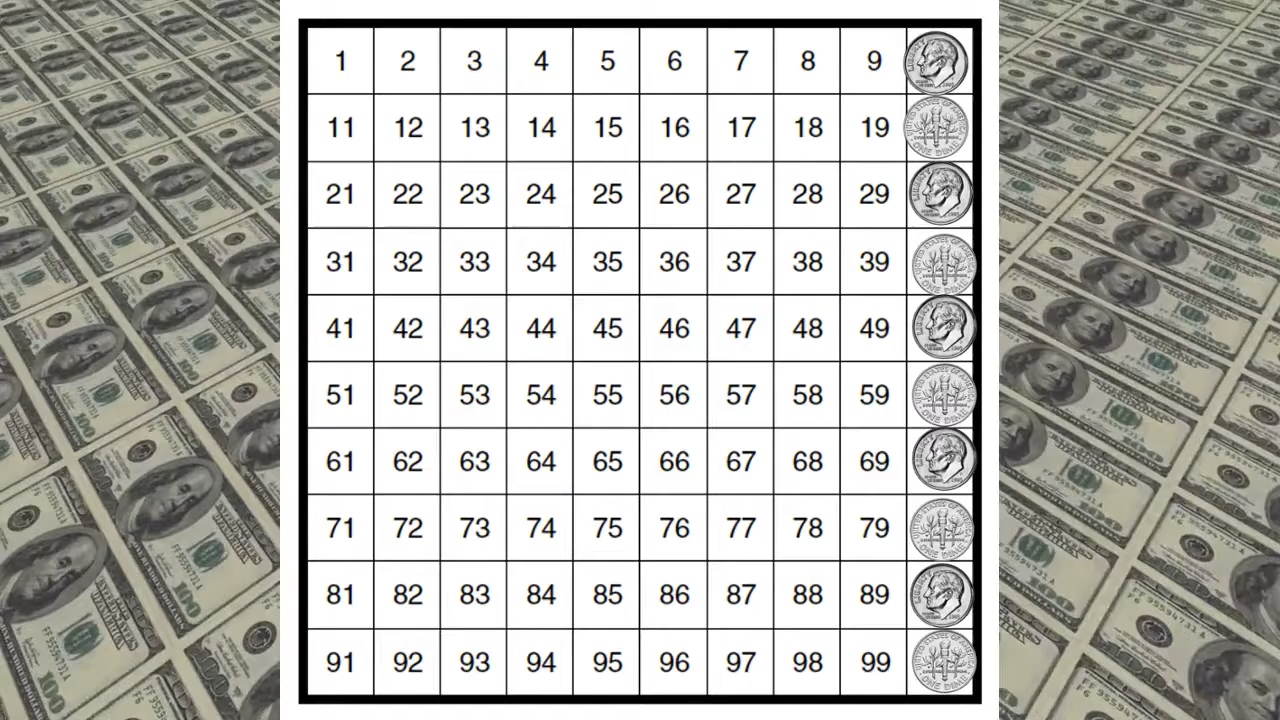 1 2 3 4 5 6 7 8 9
11 12 13 14 15 16 17 18 19
21 22 23 24 25 26 27 28 29
31 32 33 34 35 36 37 38 39
41 42 43 44 45 46 47 48 49
51 52 53 54 55 56 57 58 59
61 62 63 64 65 66 67 68 69
71 72 73 74 75 76 77 78 79
81 82 83 84 85 86 87 88 89
91 92 93 94 95 96 97 98 99